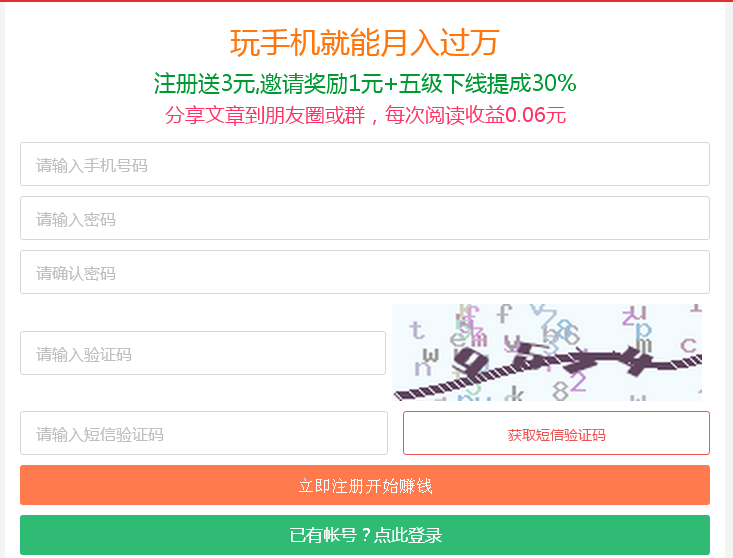 玩手机就能月入过万
注册送3元,邀请奖励1元+五级下线提成30%
分享文章到朋友圈或群，每次阅读收益0.06元
请输入手机号码
请输入密码
请确认密码
请输入验证码
请输入短信验证码
获取短信验证码
立即注册开始赚钱
已有帐号？点此登录